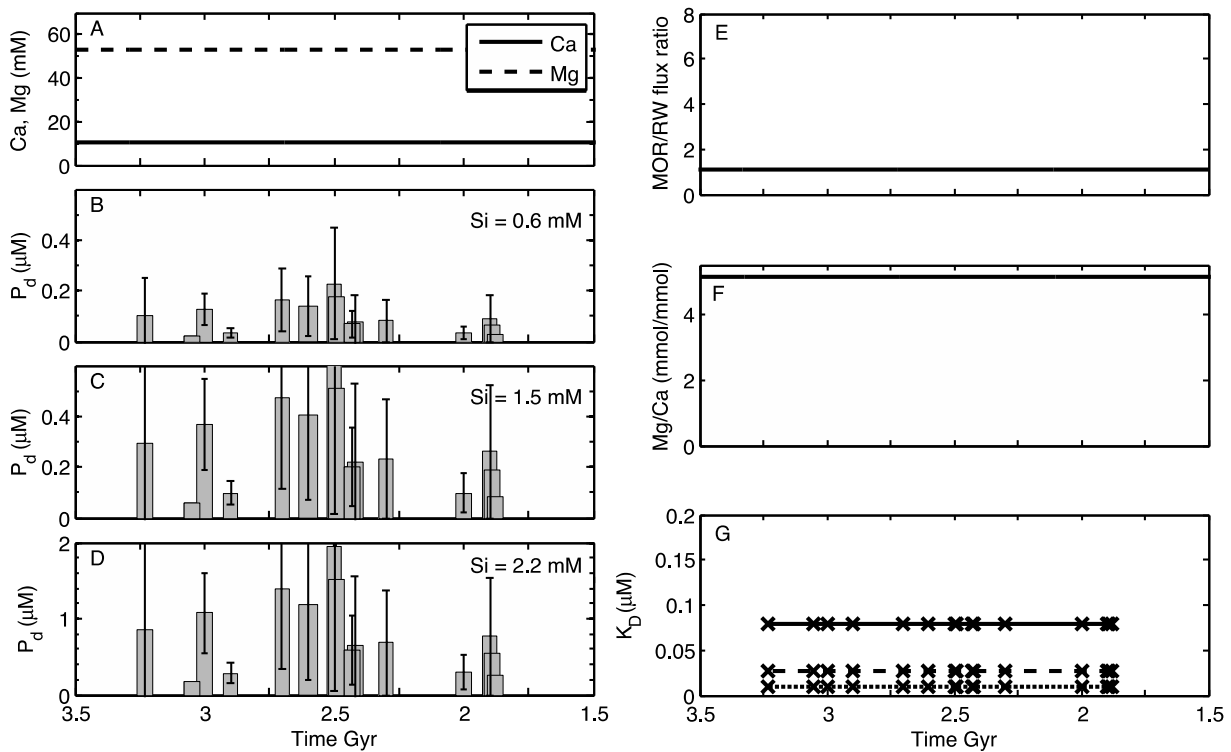 A
Ca, Mg (mM)
60
40
20
0
Ca
Mg
B
Si = 0.6 mM
P_d (μM)
0.4
0.2
0
C
Si = 1.5 mM
P_d (μM)
0.4
0.2
0
D
Si = 2.2 mM
P_d (μM)
2
1
0
3.5 3 2.5 2 1.5
Time Gyr
E
MOR/RW flux ratio
8
6
4
2
0
F
Mg/Ca (mmol/mmol)
4
2
0
G
K_D (μM)
0.2
0.15
0.1
0.05
0
3.5 3 2.5 2 1.5
Time Gyr